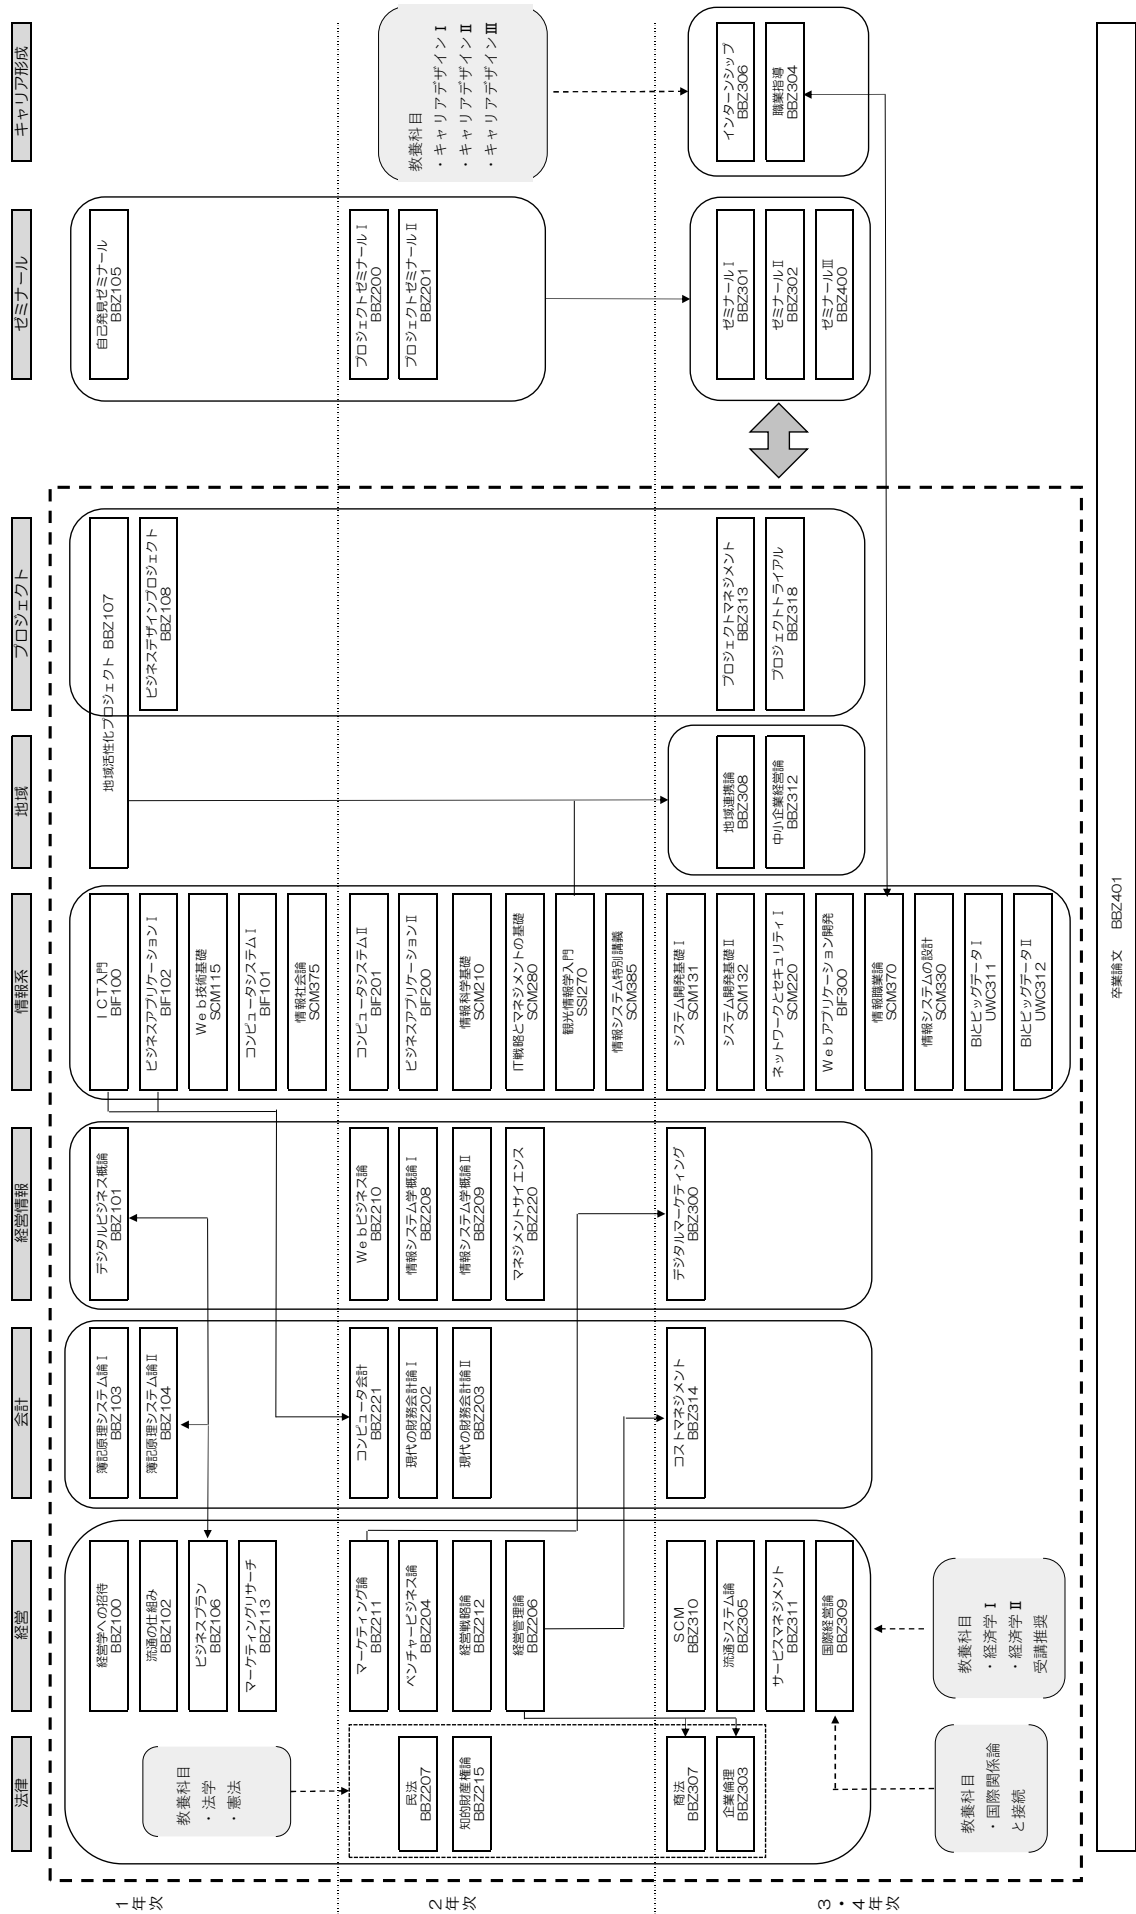 法律
経営
会計
経営情報
情報系
地域
プロジェクト
ゼミナール
キャリア形成
1年次
教養科目
・法学
・憲法
経営学への招待
BBZ100
流通の仕組み
BBZ102
ビジネスプラン
BBZ106
マーケティングリサーチ
BBZ113
簿記原理システム論Ⅰ
BBZ103
簿記原理システム論Ⅱ
BBZ104
デジタルビジネス概論
BBZ101
ICT入門
BIF100
ビジネスアプリケーションⅠ
BIF102
Web技術基礎
SCM115
コンピュータシステムⅠ
BIF101
情報社会論
SCM375
地域活性化プロジェクト BBZ107
ビジネスデザインプロジェクト
BBZ108
自己発見ゼミナール
BBZ105
2年次
民法
BBZ207
知的財産権論
BBZ215
マーケティング論
BBZ211
ベンチャービジネス論
BBZ204
経営戦略論
BBZ212
経営管理論
BBZ206
コンピュータ会計
BBZ221
現代の財務会計論Ⅰ
BBZ202
現代の財務会計論Ⅱ
BBZ203
Webビジネス論
BBZ210
情報システム学概論Ⅰ
BBZ208
情報システム学概論Ⅱ
BBZ209
マネジメントサイエンス
BBZ220
コンピュータシステムⅡ
BIF201
ビジネスアプリケーションⅡ
BIF200
情報科学基礎
SCM210
IT戦略とマネジメントの基礎
SCM280
観光情報学入門
SSI270
情報システム特別講義
SCM385
プロジェクトゼミナールⅠ
BBZ200
プロジェクトゼミナールⅡ
BBZ201
教養科目
・キャリアデザインⅠ
・キャリアデザインⅡ
・キャリアデザインⅢ
3・4年次
商法
BBZ307
企業倫理
BBZ303
SCM
BBZ310
流通システム論
BBZ305
サービスマネジメント
BBZ311
国際経営論
BBZ309
コストマネジメント
BBZ314
デジタルマーケティング
BBZ300
システム開発基礎Ⅰ
SCM131
システム開発基礎Ⅱ
SCM132
ネットワークとセキュリティⅠ
SCM220
Webアプリケーション開発
BIF300
情報職業論
SCM370
情報システムの設計
SCM330
BIとビッグデータⅠ
UWC311
BIとビッグデータⅡ
UWC312
地域連携論
BBZ308
中小企業経営論
BBZ312
プロジェクトマネジメント
BBZ313
プロジェクトトライアル
BBZ318
ゼミナールⅠ
BBZ301
ゼミナールⅡ
BBZ302
ゼミナールⅢ
BBZ400
インターンシップ
BBZ306
職業指導
BBZ304
教養科目
・国際関係論
と接続
教養科目
・経済学Ⅰ
・経済学Ⅱ
受講推奨
卒業論文 BBZ401